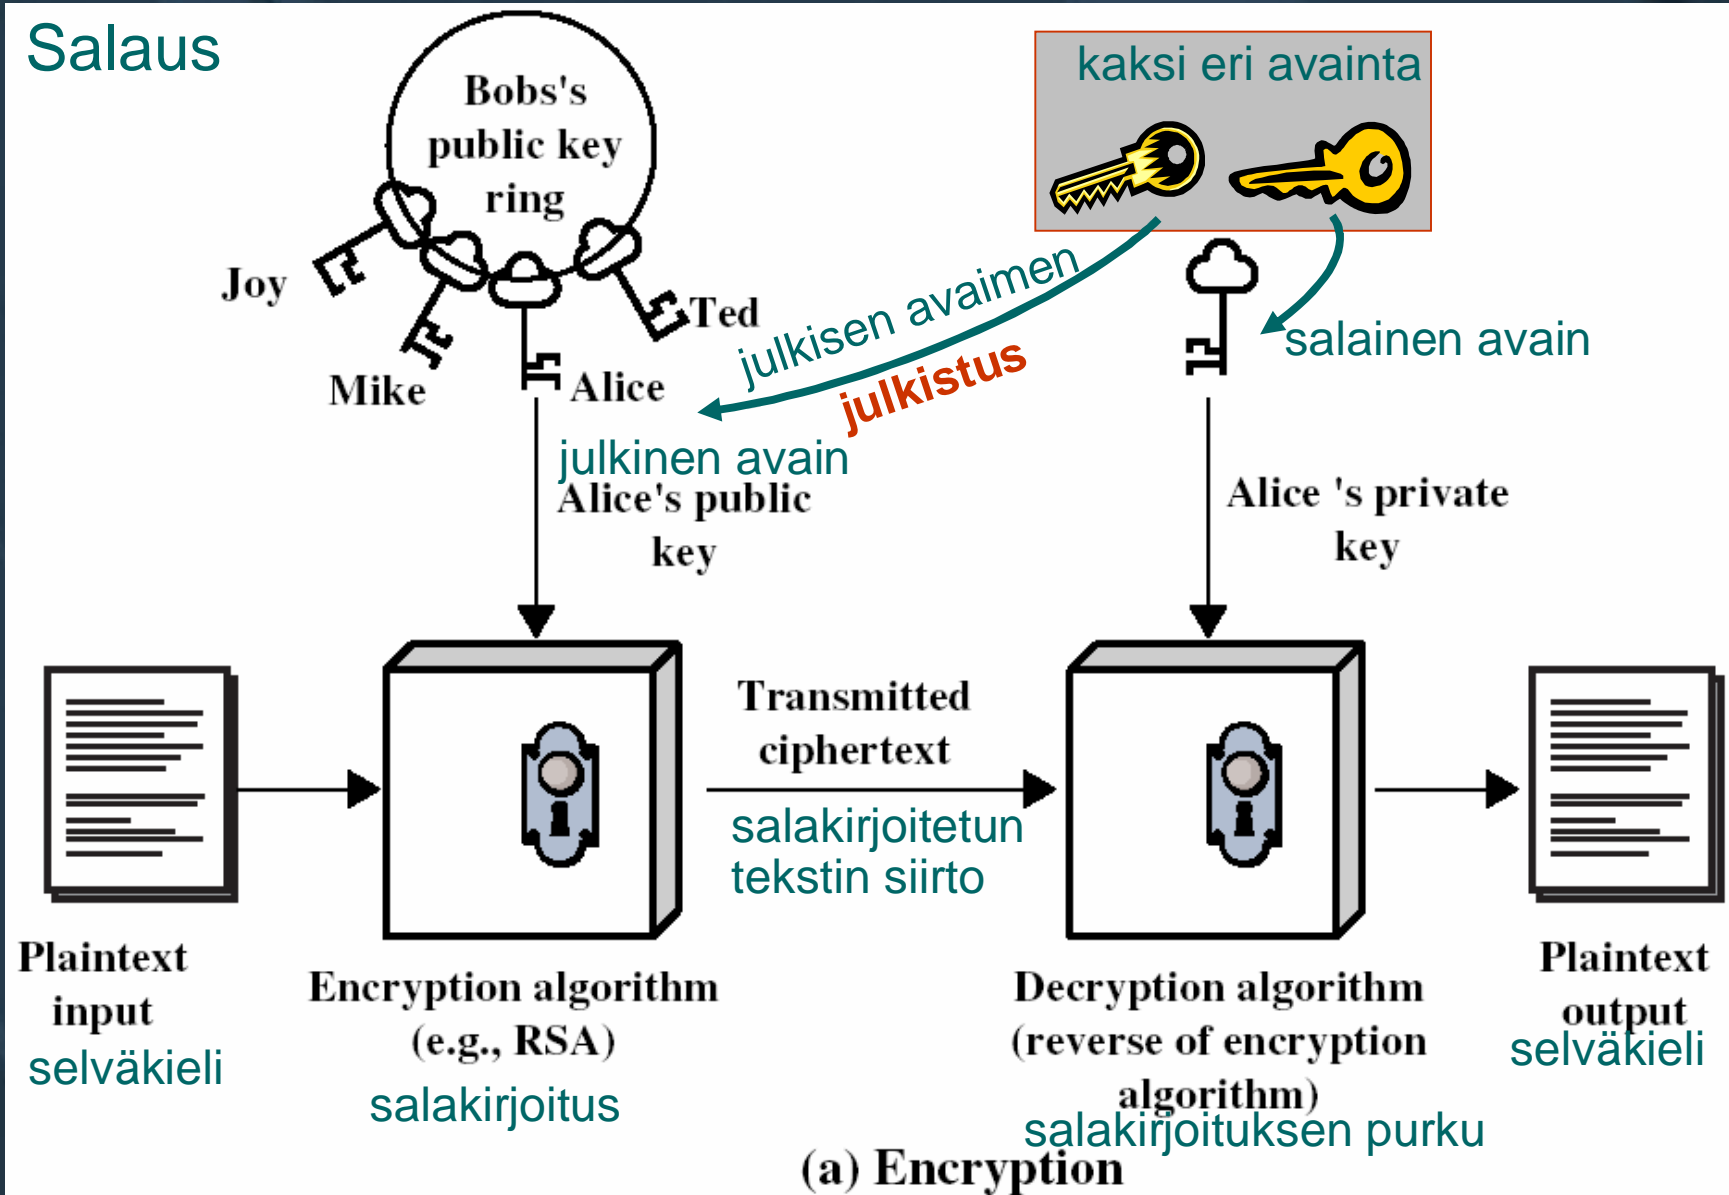 Salaus
Bobs's
public key
ring
kaksi eri avainta
Joy
Ted
Mike
Alice
julkisen avaimen
julkistus
salainen avain
julkinen avain
Alice's public
key
Alice 's private
key
Transmitted
ciphertext
salakirjoitetun
tekstin siirto
Plaintext
input
selväkieli
Encryption algorithm
(e.g., RSA)
salakirjoitus
Decryption algorithm
(reverse of encryption
algorithm)
salakirjoituksen purku
Plaintext
output
selväkieli
(a) Encryption